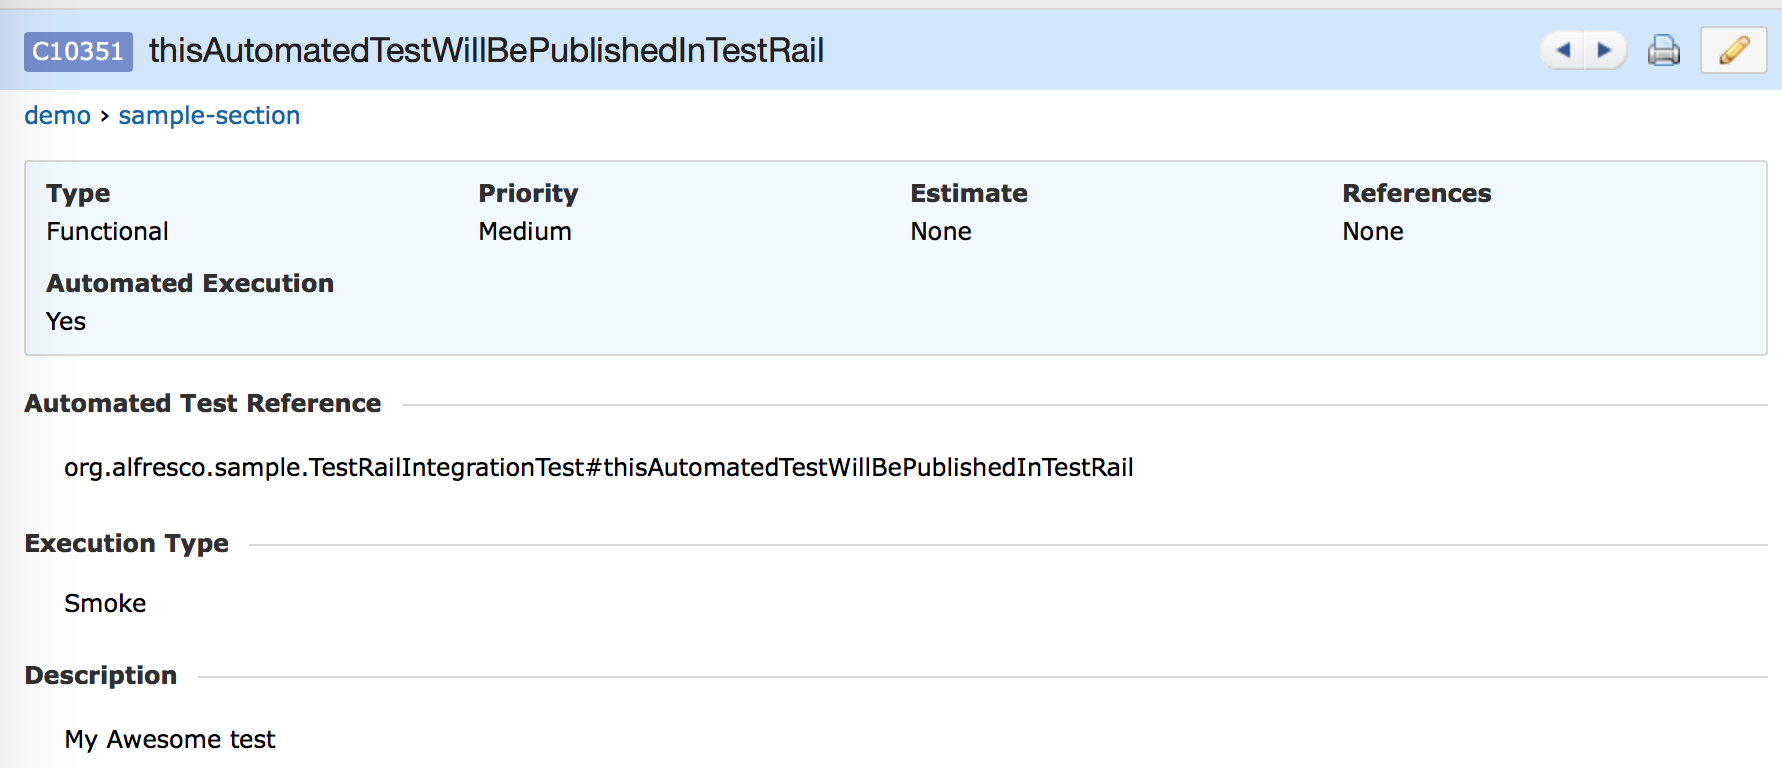 C10351 thisAutomatedTestWillBePublishedInTestRail
demo › sample-section
Type Priority Estimate References
Functional Medium None None
Automated Execution
Yes
Automated Test Reference
org.alfresco.sample.TestRailIntegrationTest#thisAutomatedTestWillBePublishedInTestRail
Execution Type
Smoke
Description
My Awesome test